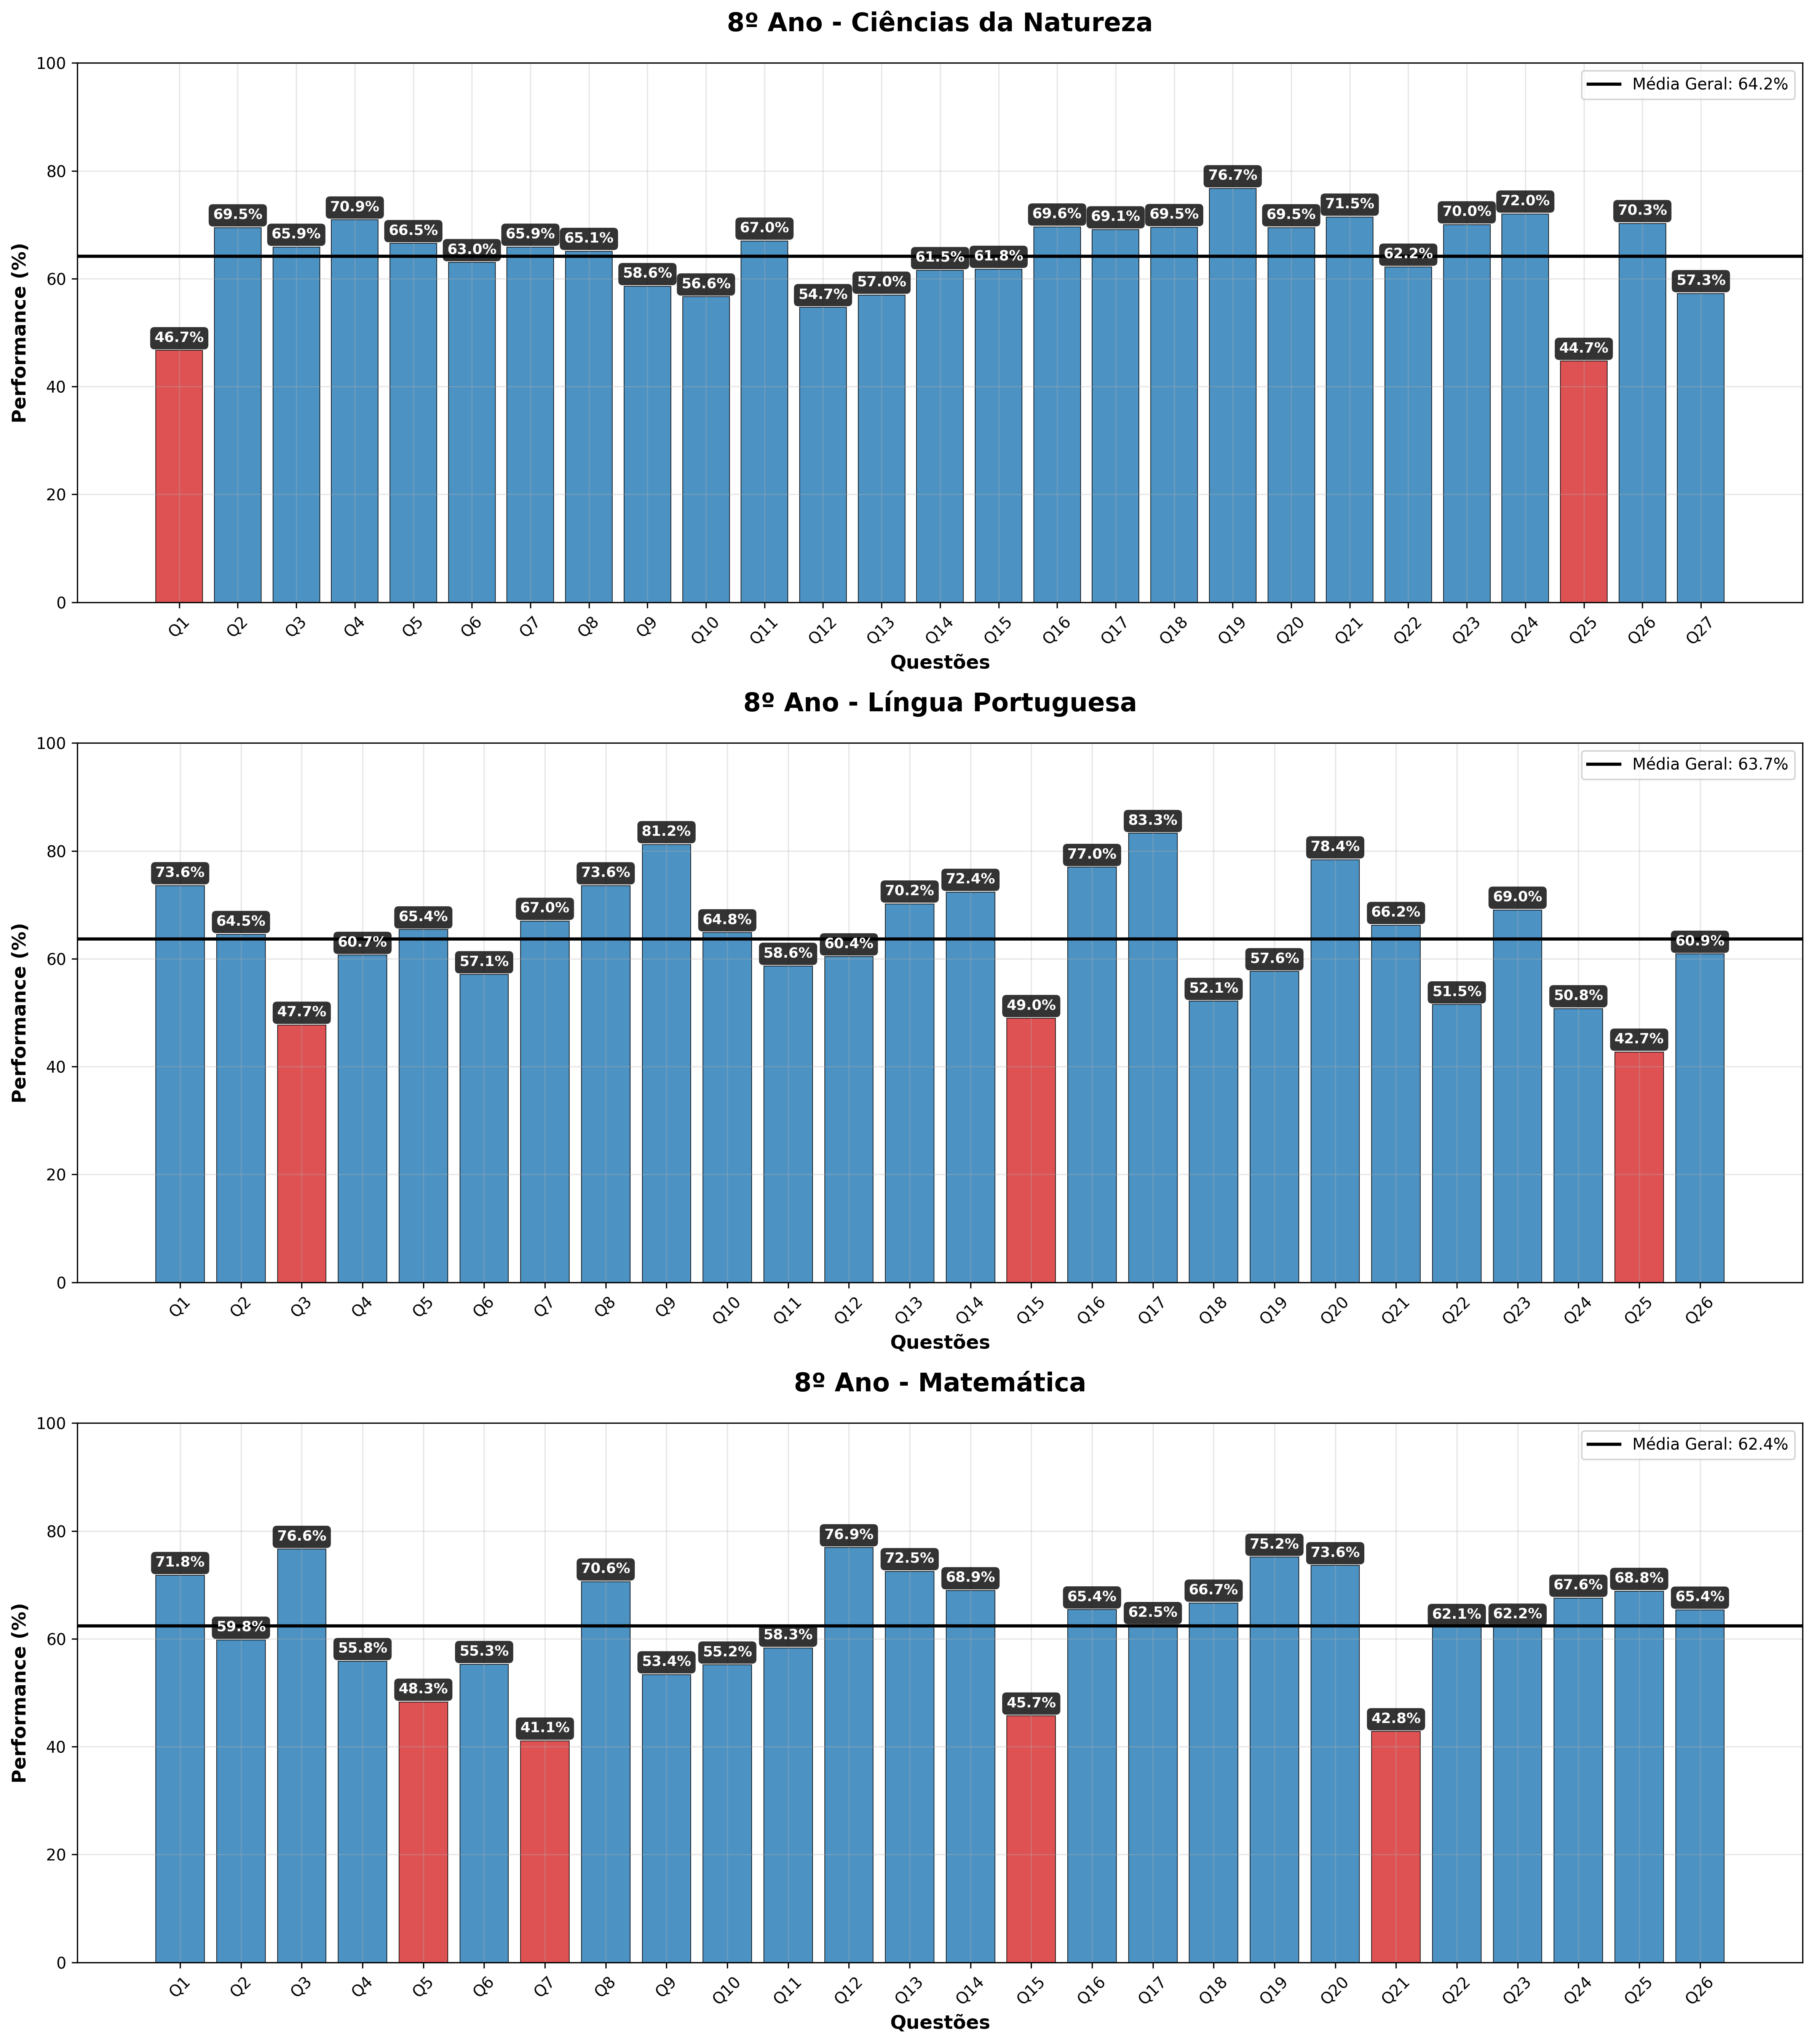 8º Ano - Ciências da Natureza
Média Geral: 64.2%
Performance (%)
100
80
60
40
20
0
46.7% 69.5% 65.9% 70.9% 66.5% 63.0% 65.9% 65.1% 58.6% 56.6% 67.0% 54.7% 57.0% 61.5% 61.8% 69.6% 69.1% 69.5% 76.7% 69.5% 71.5% 62.2% 70.0% 72.0% 44.7% 70.3% 57.3%
Q1 Q2 Q3 Q4 Q5 Q6 Q7 Q8 Q9 Q10 Q11 Q12 Q13 Q14 Q15 Q16 Q17 Q18 Q19 Q20 Q21 Q22 Q23 Q24 Q25 Q26 Q27
Questões
8º Ano - Língua Portuguesa
Média Geral: 63.7%
Performance (%)
100
80
60
40
20
0
73.6% 64.5% 47.7% 60.7% 65.4% 57.1% 67.0% 73.6% 81.2% 64.8% 58.6% 60.4% 70.2% 72.4% 49.0% 77.0% 83.3% 52.1% 57.6% 78.4% 66.2% 51.5% 69.0% 50.8% 42.7% 60.9%
Q1 Q2 Q3 Q4 Q5 Q6 Q7 Q8 Q9 Q10 Q11 Q12 Q13 Q14 Q15 Q16 Q17 Q18 Q19 Q20 Q21 Q22 Q23 Q24 Q25 Q26
Questões
8º Ano - Matemática
Média Geral: 62.4%
Performance (%)
100
80
60
40
20
0
71.8% 59.8% 76.6% 55.8% 48.3% 55.3% 41.1% 70.6% 53.4% 55.2% 58.3% 76.9% 72.5% 68.9% 45.7% 65.4% 62.5% 66.7% 75.2% 73.6% 42.8% 62.1% 62.2% 67.6% 68.8% 65.4%
Q1 Q2 Q3 Q4 Q5 Q6 Q7 Q8 Q9 Q10 Q11 Q12 Q13 Q14 Q15 Q16 Q17 Q18 Q19 Q20 Q21 Q22 Q23 Q24 Q25 Q26
Questões